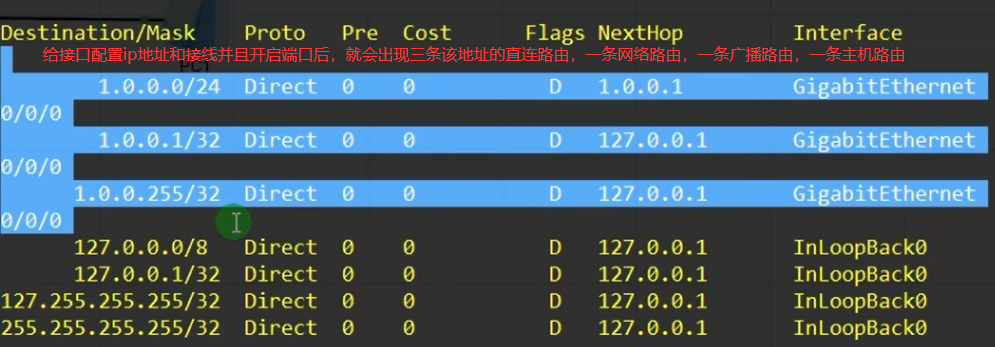 Destination/Mask Proto Pre Cost Flags NextHop Interface
给接口配置ip地址和接线并且开启端口后，就会出现三条该地址的直连路由，一条网络路由，一条广播路由，一条主机路由
PC1
1.0.0.0/24 Direct 0 0 D 1.0.0.1 GigabitEthernet
0/0/0
1.0.0.1/32 Direct 0 0 D 127.0.0.1 GigabitEthernet
0/0/0
1.0.0.255/32 Direct 0 0 D 127.0.0.1 GigabitEthernet
0/0/0
127.0.0.0/8 Direct 0 0 D 127.0.0.1 InLoopBack0
127.0.0.1/32 Direct 0 0 D 127.0.0.1 InLoopBack0
127.255.255.255/32 Direct 0 0 D 127.0.0.1 InLoopBack0
255.255.255.255/32 Direct 0 0 D 127.0.0.1 InLoopBack0